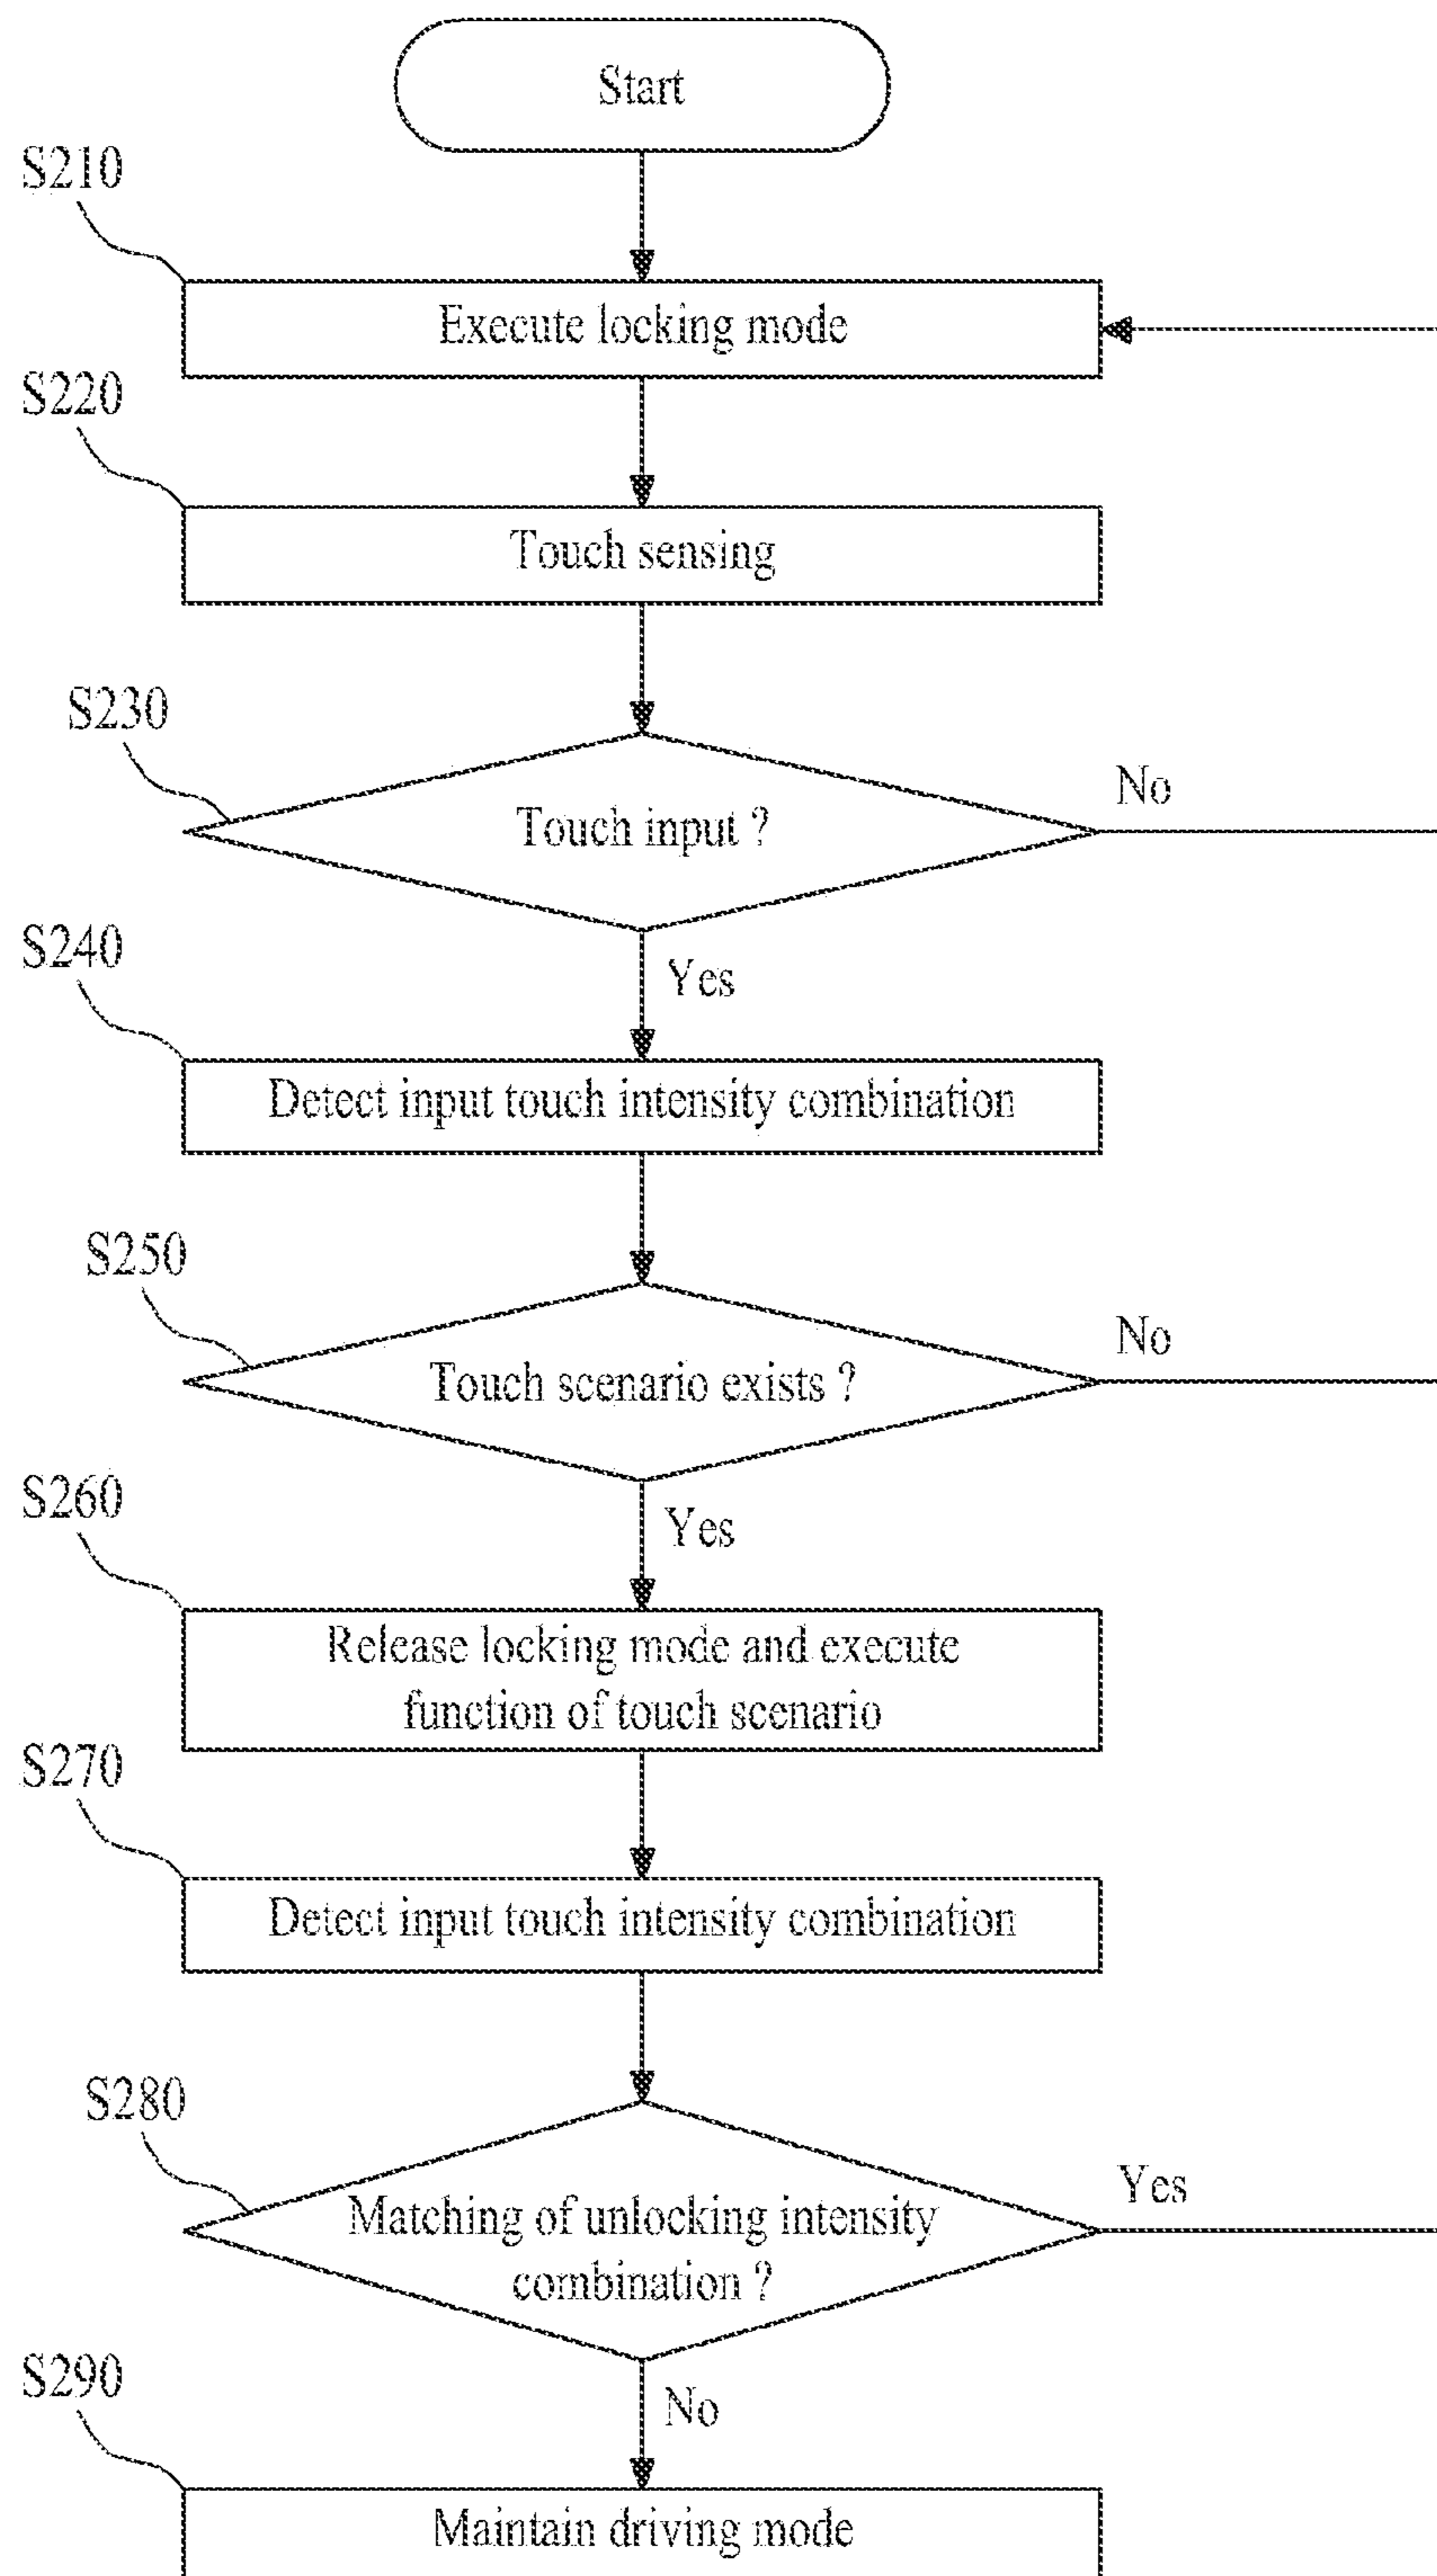 Start
S210
Execute locking mode
S220
Touch sensing
S230
Touch input ?
No
S240
Yes
Detect input touch intensity combination
S250
Touch scenario exists ?
No
S260
Yes
Release locking mode and execute
function of touch scenario
S270
Detect input touch intensity combination
S280
Matching of unlocking intensity
combination ?
Yes
S290
No
Maintain driving mode